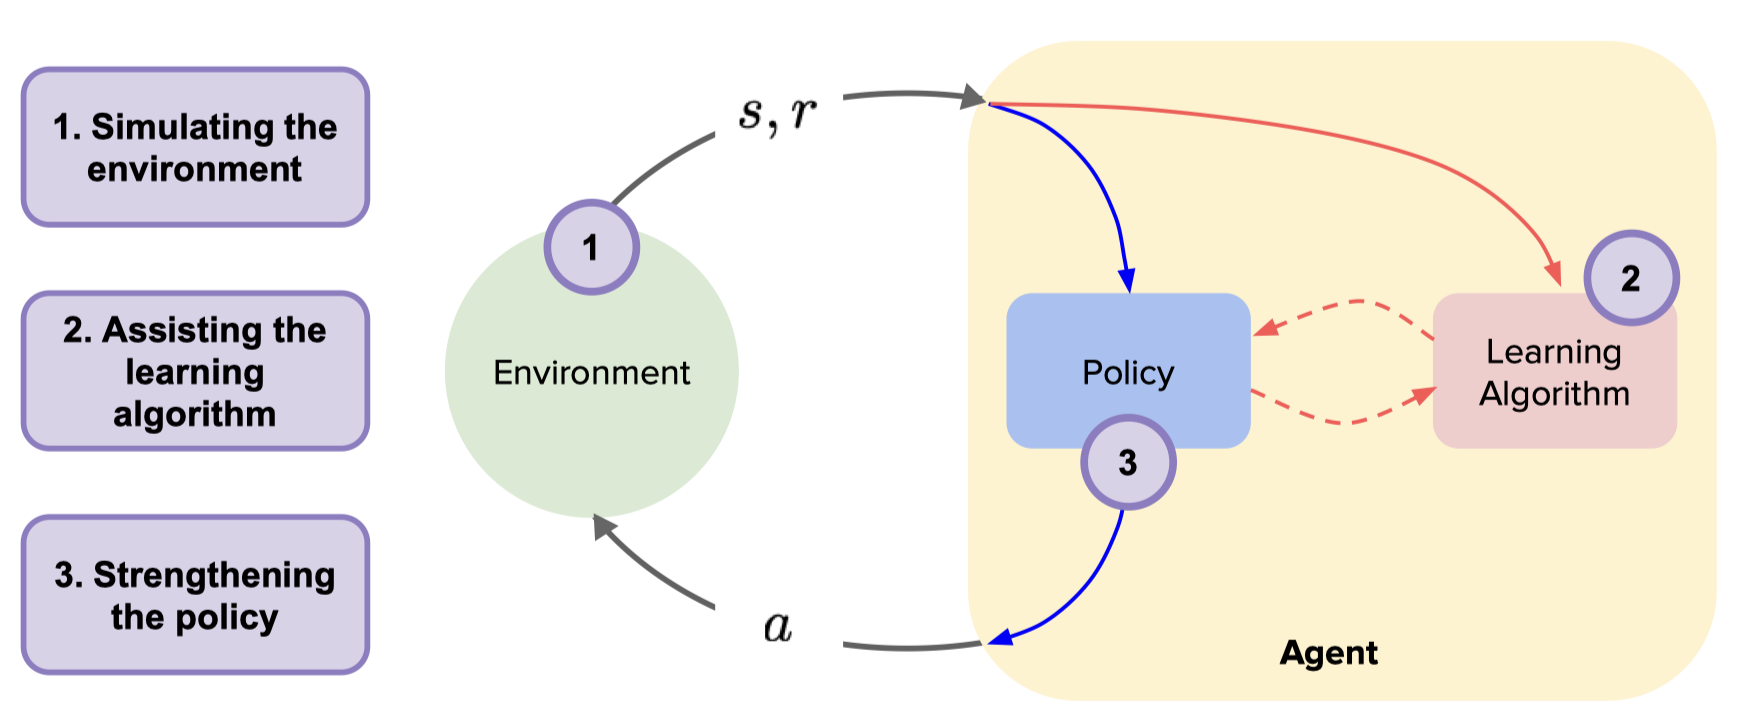 1. Simulating the
environment
2. Assisting the
learning
algorithm
3. Strengthening
the policy
s, r
1
Environment
a
Policy
3
2
Learning
Algorithm
Agent